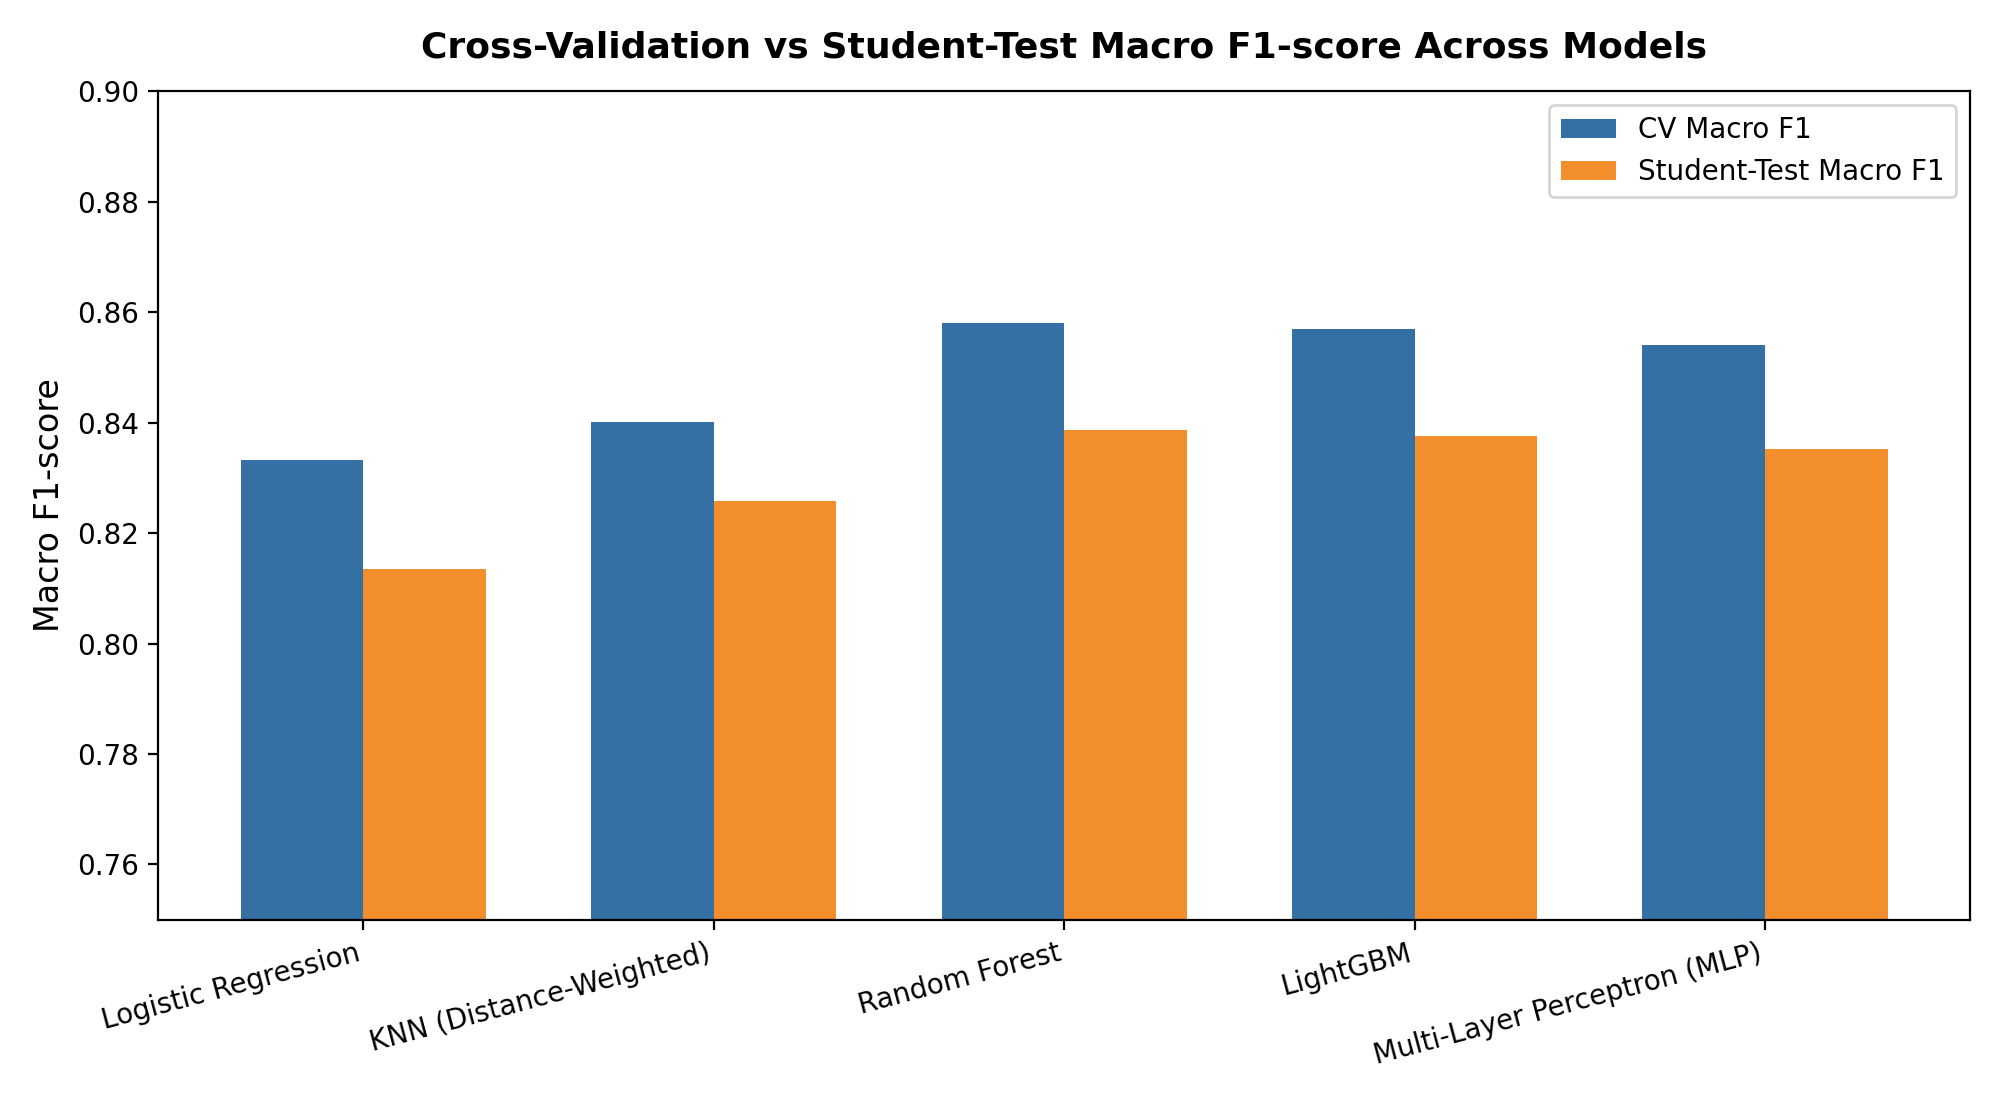 Cross-Validation vs Student-Test Macro F1-score Across Models
0.90
0.88
0.86
0.84
0.82
0.80
0.78
0.76
Macro F1-score
CV Macro F1
Student-Test Macro F1
Logistic Regression
KNN (Distance-Weighted)
Random Forest
LightGBM
Multi-Layer Perceptron (MLP)